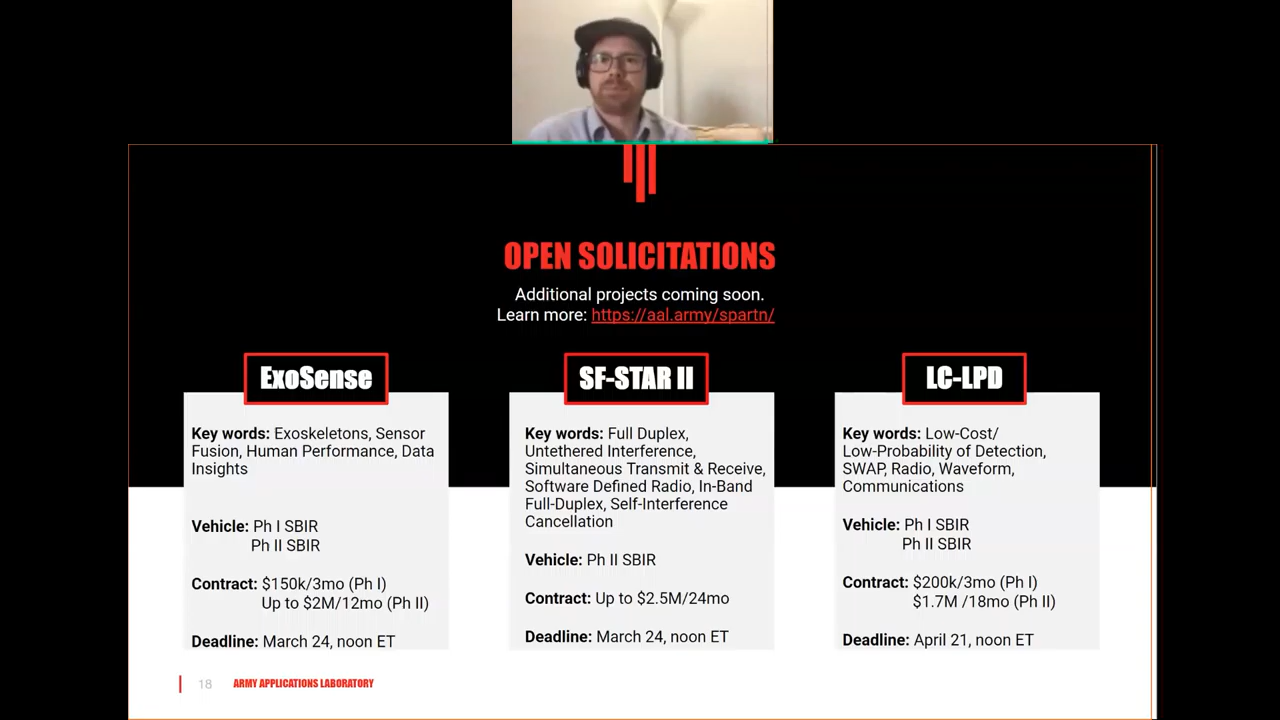 OPEN SOLICITATIONS
Additional projects coming soon.
Learn more: https://aal.army/spartn/
ExoSense
Key words: Exoskeletons, Sensor
Fusion, Human Performance, Data
Insights
Vehicle: Ph I SBIR
Ph II SBIR
Contract: $150k/3mo (Ph I)
Up to $2M/12mo (Ph II)
Deadline: March 24, noon ET
SF-STAR II
Key words: Full Duplex,
Untethered Interference,
Simultaneous Transmit & Receive,
Software Defined Radio, In-Band
Full-Duplex, Self-Interference
Cancellation
Vehicle: Ph II SBIR
Contract: Up to $2.5M/24mo
Deadline: March 24, noon ET
LC-LPD
Key words: Low-Cost/
Low-Probability of Detection,
SWAP, Radio, Waveform,
Communications
Vehicle: Ph I SBIR
Ph II SBIR
Contract: $200k/3mo (Ph I)
$1.7M /18mo (Ph II)
Deadline: April 21, noon ET
18 ARMY APPLICATIONS LABORATORY